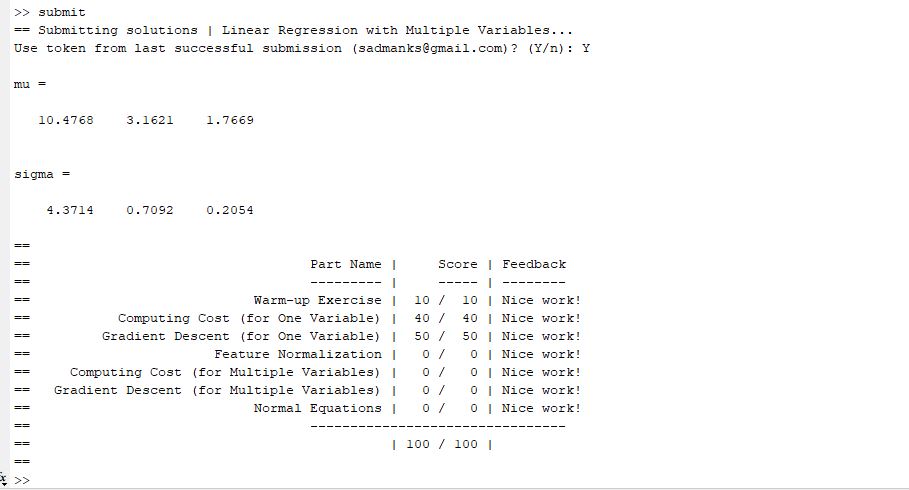 >> submit
== Submitting solutions | Linear Regression with Multiple Variables...
Use token from last successful submission (sadmanks@gmail.com)? (Y/n): Y
mu =
10.4768 3.1621 1.7669
sigma =
4.3714 0.7092 0.2054
==
== Part Name | Score | Feedback
== --------- | ----- | --------
== Warm-up Exercise | 10 / 10 | Nice work!
== Computing Cost (for One Variable) | 40 / 40 | Nice work!
== Gradient Descent (for One Variable) | 50 / 50 | Nice work!
== Feature Normalization | 0 / 0 | Nice work!
== Computing Cost (for Multiple Variables) | 0 / 0 | Nice work!
== Gradient Descent (for Multiple Variables) | 0 / 0 | Nice work!
== Normal Equations | 0 / 0 | Nice work!
== --------------------------------
== | 100 / 100 |
==
>>